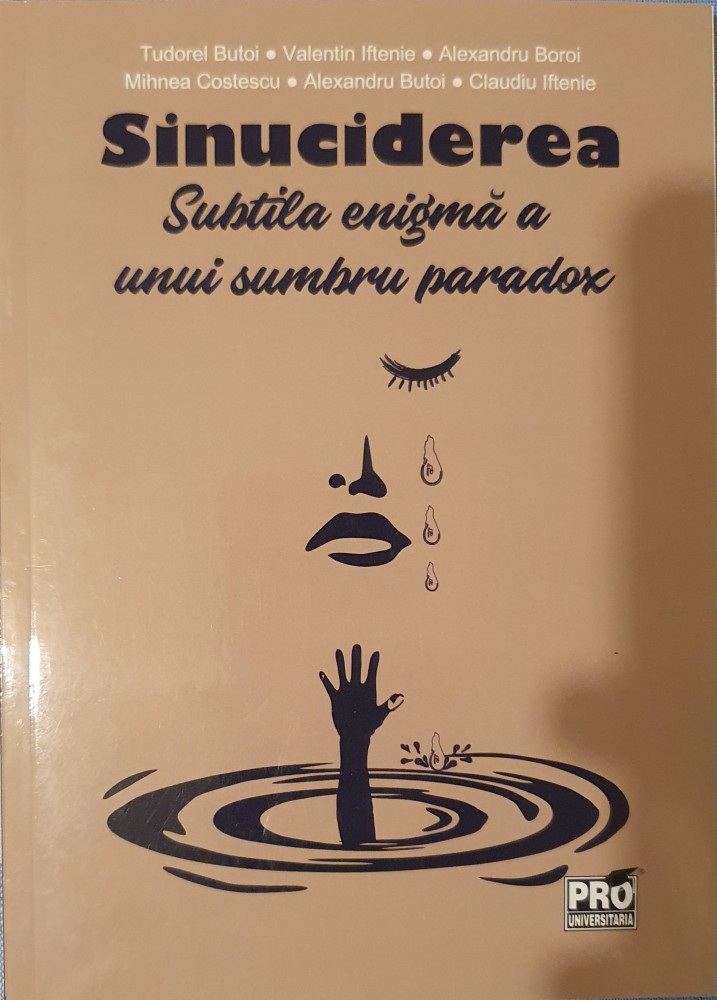 Tudorel Butoi ● Valentin Iftenie ● Alexandru Boroi
Mihnea Costescu ● Alexandru Butoi ● Claudiu Iftenie
Sinuciderea
Subtila enigmă a
unui sumbru paradox
PRO®
UNIVERSITARIA